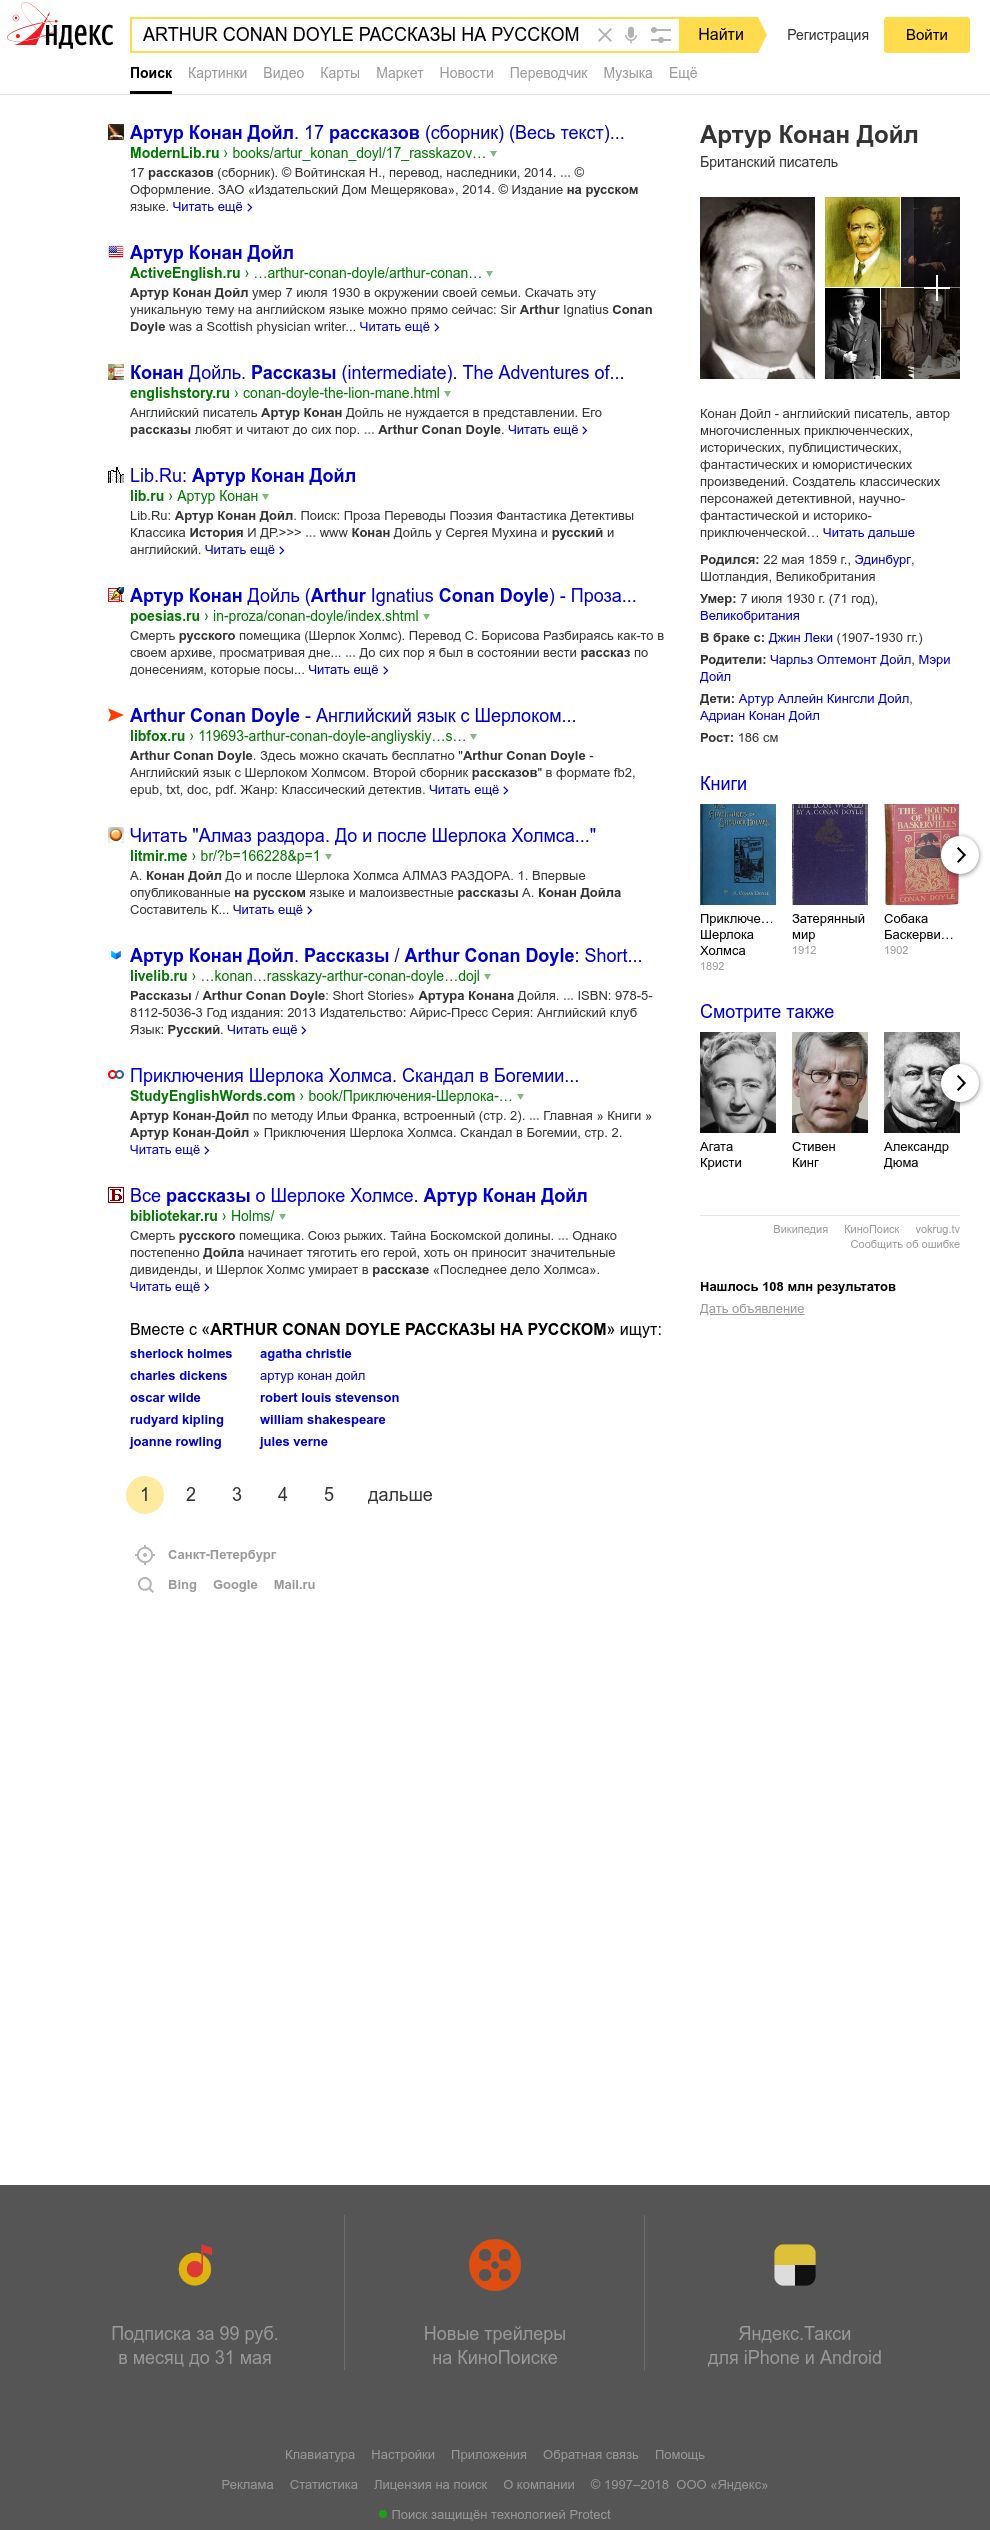 Яндекс
ARTHUR CONAN DOYLE РАССКАЗЫ НА РУССКОМ
Найти
Регистрация
Войти
Поиск Картинки Видео Карты Маркет Новости Переводчик Музыка Ещё
Артур Конан Дойл. 17 рассказов (сборник) (Весь текст)...
ModernLib.ru › books/artur_konan_doyl/17_rasskazov…
17 рассказов (сборник). © Войтинская Н., перевод, наследники, 2014. ... ©
Оформление. ЗАО «Издательский Дом Мещерякова», 2014. © Издание на русском
языке. Читать ещё
Артур Конан Дойл
ActiveEnglish.ru › …arthur-conan-doyle/arthur-conan…
Артур Конан Дойл умер 7 июля 1930 в окружении своей семьи. Скачать эту
уникальную тему на английском языке можно прямо сейчас: Sir Arthur Ignatius Conan
Doyle was a Scottish physician writer... Читать ещё
Конан Дойль. Рассказы (intermediate). The Adventures of...
englishstory.ru › conan-doyle-the-lion-mane.html
Английский писатель Артур Конан Дойль не нуждается в представлении. Его
рассказы любят и читают до сих пор. ... Arthur Conan Doyle. Читать ещё
Lib.Ru: Артур Конан Дойл
lib.ru › Артур Конан
Lib.Ru: Артур Конан Дойл. Поиск: Проза Переводы Поэзия Фантастика Детективы
Классика История И ДР.>>> ... www Конан Дойль у Сергея Мухина и русский и
английский. Читать ещё
Артур Конан Дойль (Arthur Ignatius Conan Doyle) - Проза...
poesias.ru › in-proza/conan-doyle/index.shtml
Смерть русского помещика (Шерлок Холмс). Перевод С. Борисова Разбираясь как-то в
своем архиве, просматривая дне... ... До сих пор я был в состоянии вести рассказ по
донесениям, которые посы... Читать ещё
Arthur Conan Doyle - Английский язык с Шерлоком...
libfox.ru › 119693-arthur-conan-doyle-angliyskiy…s…
Arthur Conan Doyle. Здесь можно скачать бесплатно "Arthur Conan Doyle -
Английский язык с Шерлоком Холмсом. Второй сборник рассказов" в формате fb2,
epub, txt, doc, pdf. Жанр: Классический детектив. Читать ещё
Читать "Алмаз раздора. До и после Шерлока Холмса..."
litmir.me › br/?b=166228&p=1
А. Конан Дойл До и после Шерлока Холмса АЛМАЗ РАЗДОРА. 1. Впервые
опубликованные на русском языке и малоизвестные рассказы А. Конан Дойла
Составитель К... Читать ещё
Артур Конан Дойл. Рассказы / Arthur Conan Doyle: Short...
livelib.ru › …konan…rasskazy-arthur-conan-doyle…dojl
Рассказы / Arthur Conan Doyle: Short Stories» Артура Конана Дойля. ... ISBN: 978-5-
8112-5036-3 Год издания: 2013 Издательство: Айрис-Пресс Серия: Английский клуб
Язык: Русский. Читать ещё
Приключения Шерлока Холмса. Скандал в Богемии...
StudyEnglishWords.com › book/Приключения-Шерлока-…
Артур Конан-Дойл по методу Ильи Франка, встроенный (стр. 2). ... Главная » Книги »
Артур Конан-Дойл » Приключения Шерлока Холмса. Скандал в Богемии, стр. 2.
Читать ещё
Все рассказы о Шерлоке Холмсе. Артур Конан Дойл
bibliotekar.ru › Holms/
Смерть русского помещика. Союз рыжих. Тайна Боскомской долины. ... Однако
постепенно Дойла начинает тяготить его герой, хоть он приносит значительные
дивиденды, и Шерлок Холмс умирает в рассказе «Последнее дело Холмса».
Читать ещё
Вместе с «ARTHUR CONAN DOYLE РАССКАЗЫ НА РУССКОМ» ищут:
sherlock holmes agatha christie
charles dickens артур конан дойл
oscar wilde robert louis stevenson
rudyard kipling william shakespeare
joanne rowling jules verne
1 2 3 4 5 дальше
Санкт-Петербург
Bing Google Mail.ru
Артур Конан Дойл
Британский писатель
Конан Дойл - английский писатель, автор
многочисленных приключенческих,
исторических, публицистических,
фантастических и юмористических
произведений. Создатель классических
персонажей детективной, научно-
фантастической и историко-
приключенческой… Читать дальше
Родился: 22 мая 1859 г., Эдинбург,
Шотландия, Великобритания
Умер: 7 июля 1930 г. (71 год),
Великобритания
В браке с: Джин Леки (1907-1930 гг.)
Родители: Чарльз Олтемонт Дойл, Мэри
Дойл
Дети: Артур Аллейн Кингсли Дойл,
Адриан Конан Дойл
Рост: 186 см
Книги
SHERLOCK HOLMES
A. CONAN DOYLE
THE LOST WORLD
BY A. CONAN DOYLE
THE HOUND
OF THE
BASKERVILLES
CONAN DOYLE
Приключе…
Шерлока
Холмса
1892
Затерянный
мир
1912
Собака
Баскерви…
1902
Смотрите также
Агата
Кристи
Стивен
Кинг
Александр
Дюма
Википедия КиноПоиск vokrug.tv
Сообщить об ошибке
Нашлось 108 млн результатов
Дать объявление
Подписка за 99 руб.
в месяц до 31 мая
Новые трейлеры
на КиноПоиске
Яндекс.Такси
для iPhone и Android
Клавиатура Настройки Приложения Обратная связь Помощь
Реклама Статистика Лицензия на поиск О компании © 1997–2018 ООО «Яндекс»
Поиск защищён технологией Protect